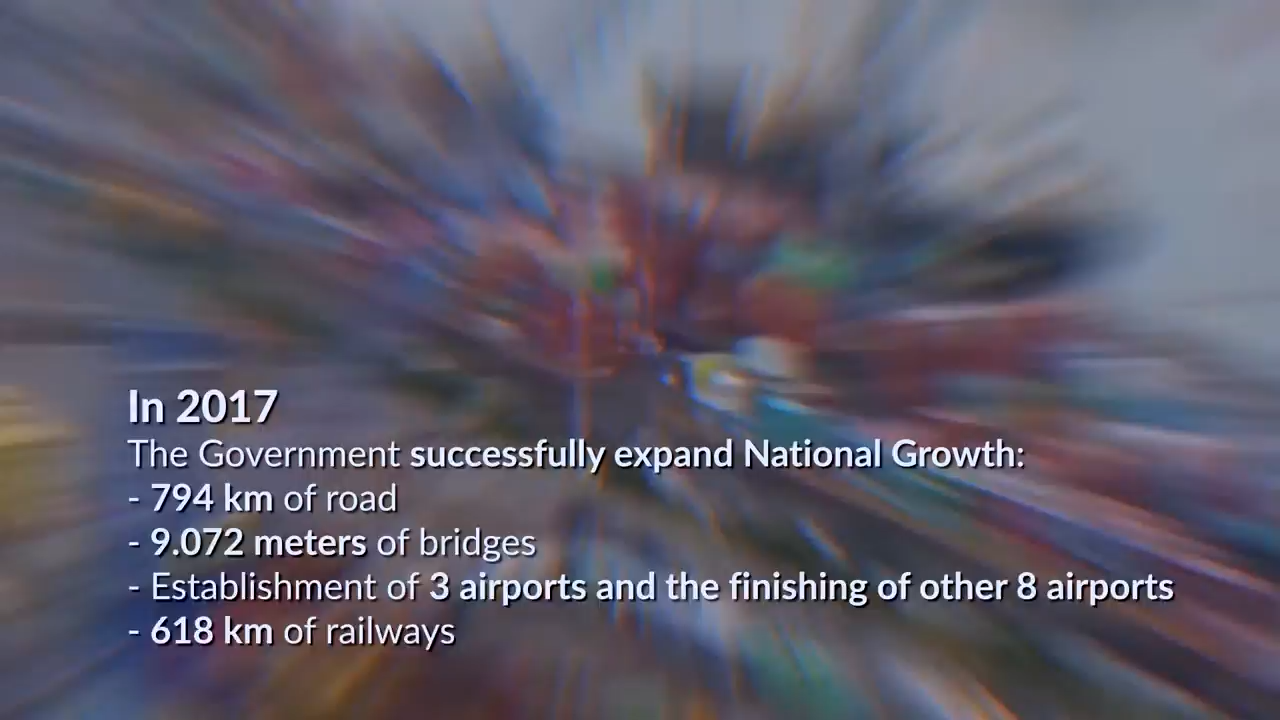 In 2017
The Government successfully expand National Growth:
- 794 km of road
- 9.072 meters of bridges
- Establishment of 3 airports and the finishing of other 8 airports
- 618 km of railways